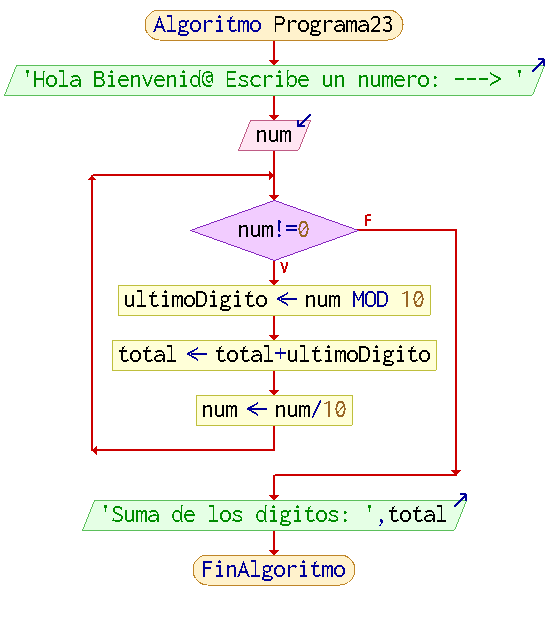 Algoritmo Programa23
'Hola Bienvenid@ Escribe un numero: ---> '
num
num!=0
F
V
ultimoDigito ← num MOD 10
total ← total+ultimoDigito
num ← num/10
'Suma de los digitos: ',total
FinAlgoritmo